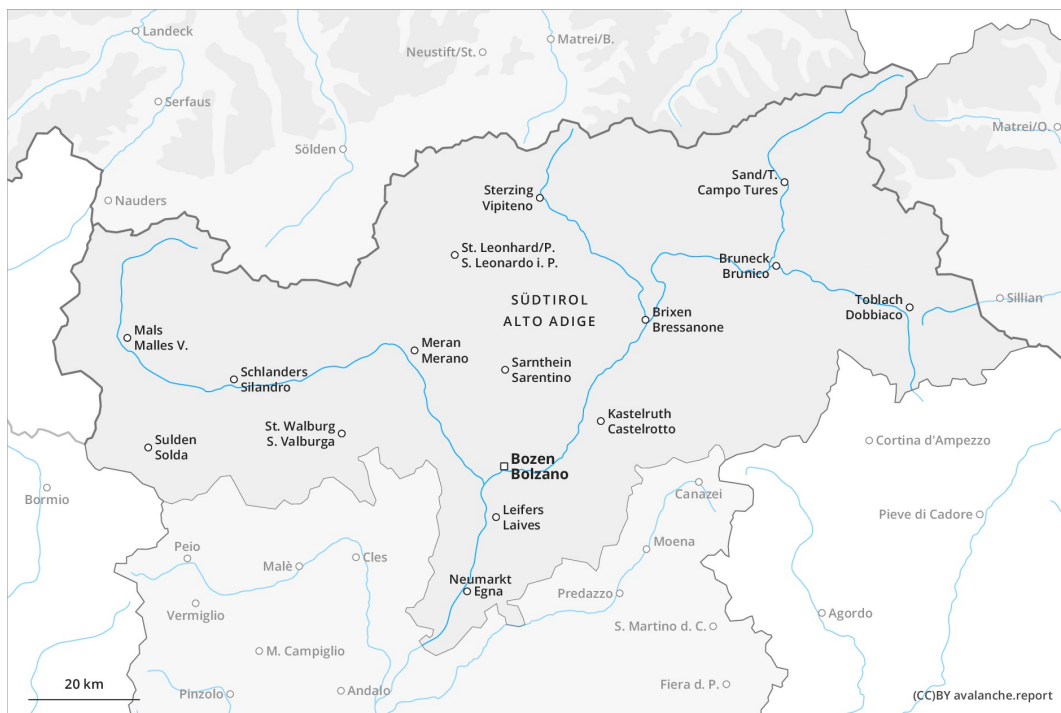 Landeck
Neustift/St.
Matrei/B.
Serfaus
Sölden
Matrei/O.
Nauders
Sterzing
Vipiteno
Sand/T.
Campo Tures
St. Leonhard/P.
S. Leonardo i. P.
Bruneck
Brunico
SÜDTIROL
ALTO ADIGE
Toblach
Dobbiaco
Sillian
Brixen
Bressanone
Mals
Malles V.
Meran
Merano
Sarnthein
Sarentino
Schlanders
Silandro
Kastelruth
Castelrotto
St. Walburg
S. Valburga
Sulden
Solda
Cortina d'Ampezzo
Bozen
Bolzano
Bormio
Canazei
Leifers
Laives
Pieve di Cadore
Peio
Malè
Cles
Moena
Neumarkt
Egna
Predazzo
Vermiglio
Agordo
S. Martino d. C.
M. Campiglio
20 km
Pinzolo
Andalo
Fiera d. P.
(CC)BY avalanche.report